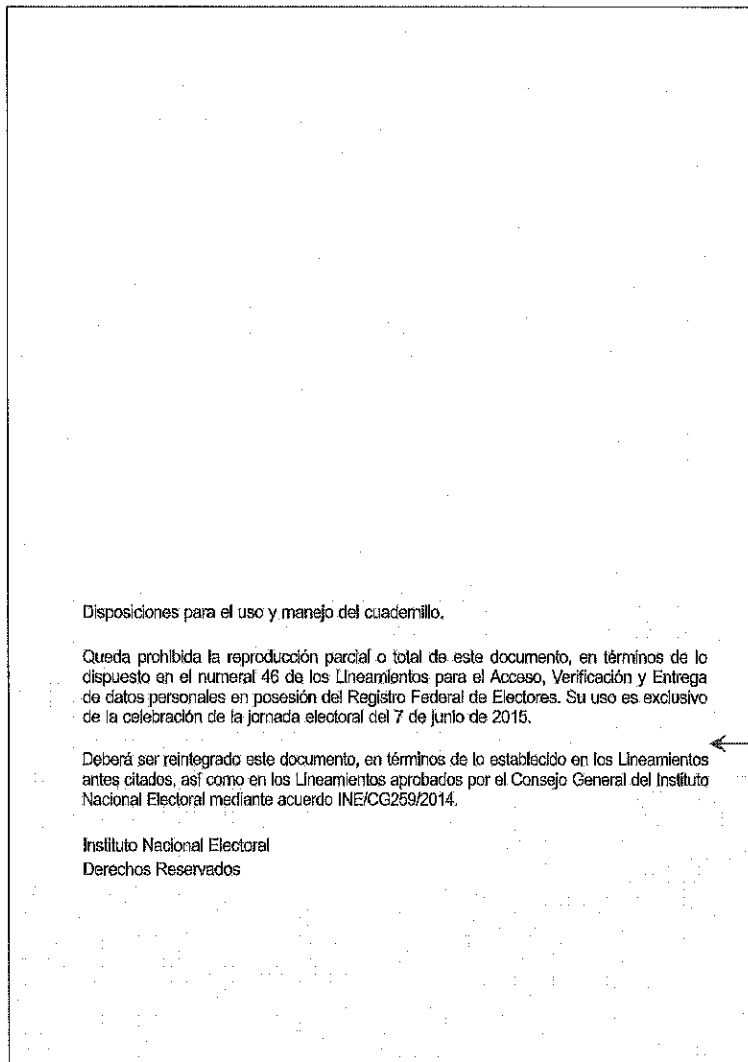 Disposiciones para el uso y manejo del cuadernillo.
Queda prohibida la reproducción parcial o total de este documento, en términos de lo
dispuesto en el numeral 46 de los Lineamientos para el Acceso, Verificación y Entrega
de datos personales en posesión del Registro Federal de Electores. Su uso es exclusivo
de la celebración de la jornada electoral del 7 de junio de 2015.
Deberá ser reintegrado este documento, en términos de lo establecido en los Lineamientos
antes citados, así como en los Lineamientos aprobados por el Consejo General del Instituto
Nacional Electoral mediante acuerdo INE/CG259/2014.
Instituto Nacional Electoral
Derechos Reservados